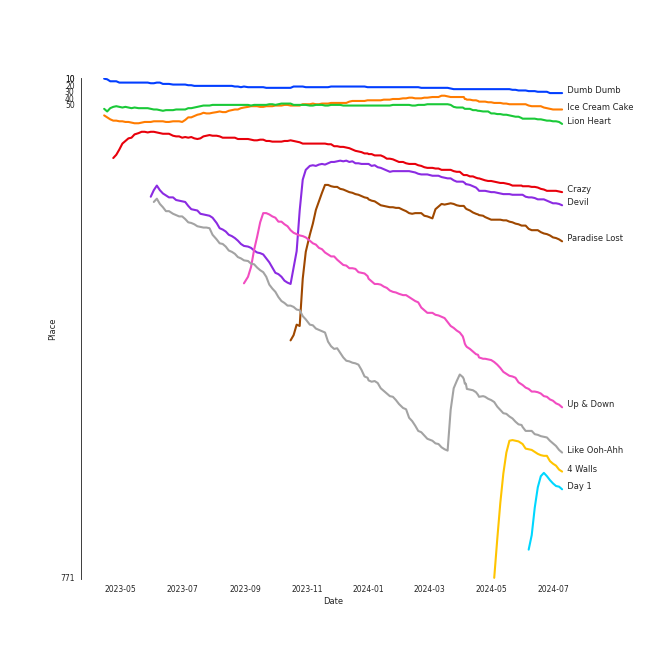 10
20
30
40
50
771
Place
2023-05
2023-07
2023-09
2023-11
2024-01
2024-03
2024-05
2024-07
Date
Dumb Dumb
Ice Cream Cake
Lion Heart
Crazy
Devil
Paradise Lost
Up & Down
Like Ooh-Ahh
4 Walls
Day 1